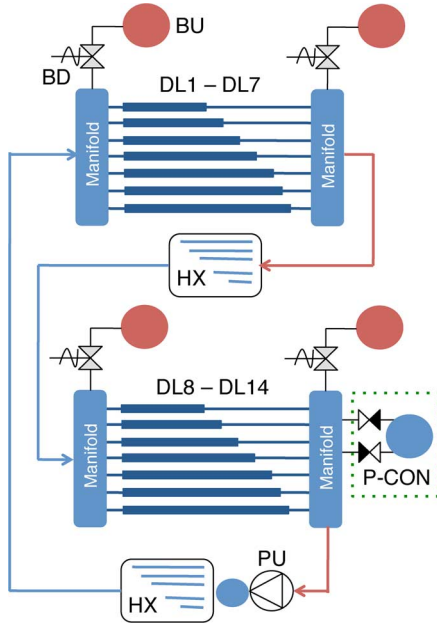 BU
BD
DL1 – DL7
Manifold
Manifold
HX
DL8 – DL14
Manifold
Manifold
P-CON
PU
HX